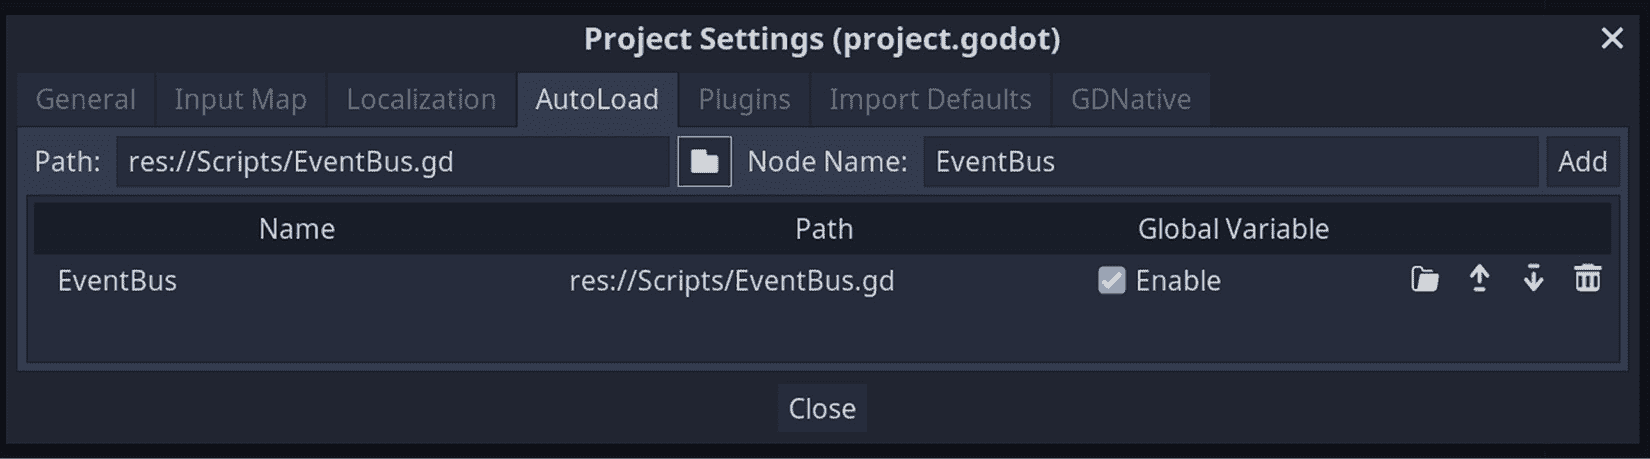 Project Settings (project.godot)
General Input Map Localization AutoLoad Plugins Import Defaults GDNative
Path: res://Scripts/EventBus.gd Node Name: EventBus Add
Name Path Global Variable
EventBus res://Scripts/EventBus.gd Enable
Close